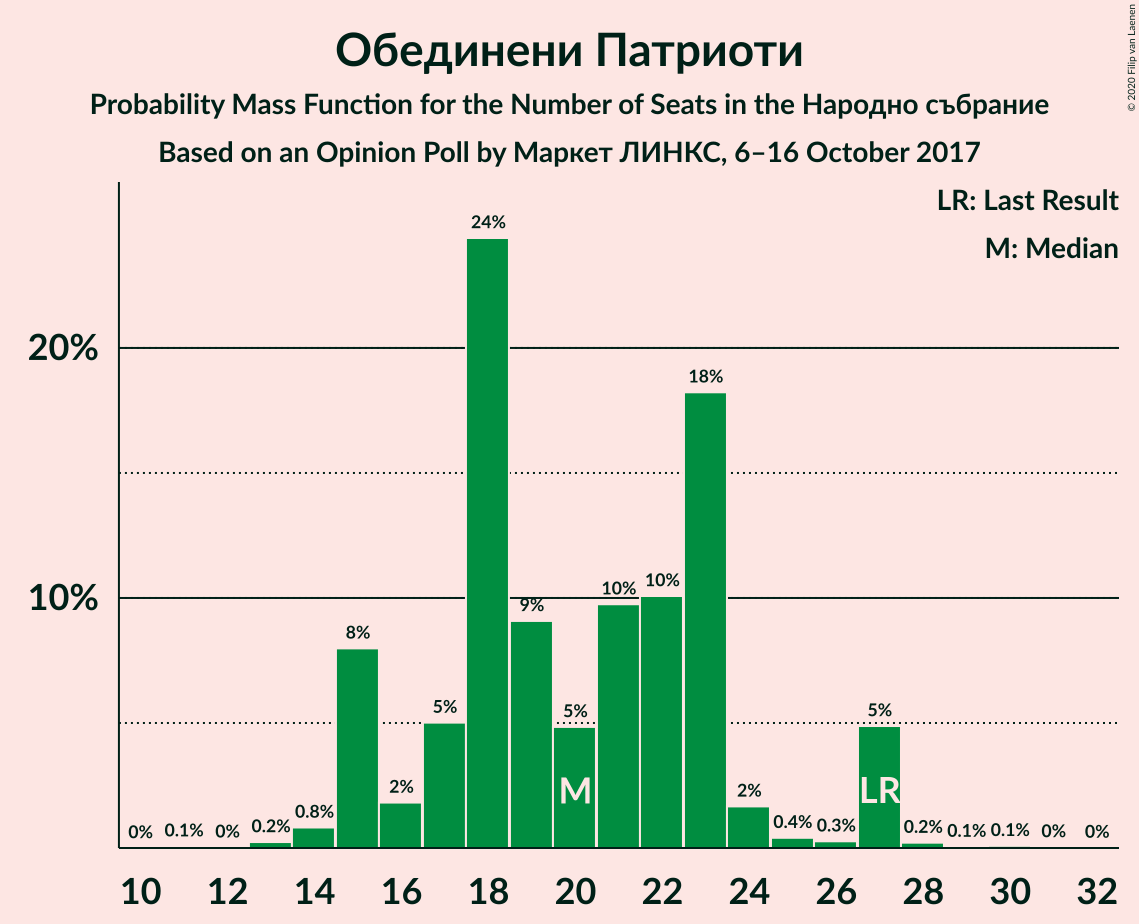 Обединени Патриоти
Probability Mass Function for the Number of Seats in the Народно събрание
Based on an Opinion Poll by Маркет ЛИНКС, 6–16 October 2017
© 2020 Filip van Laenen
LR: Last Result
M: Median
20%
10%
0% 0.1% 0% 0.2% 0.8% 8% 2% 5% 24% 9% 5% 10% 10% 18% 2% 0.4% 0.3% 5% 0.2% 0.1% 0.1% 0% 0%
M LR
10 12 14 16 18 20 22 24 26 28 30 32